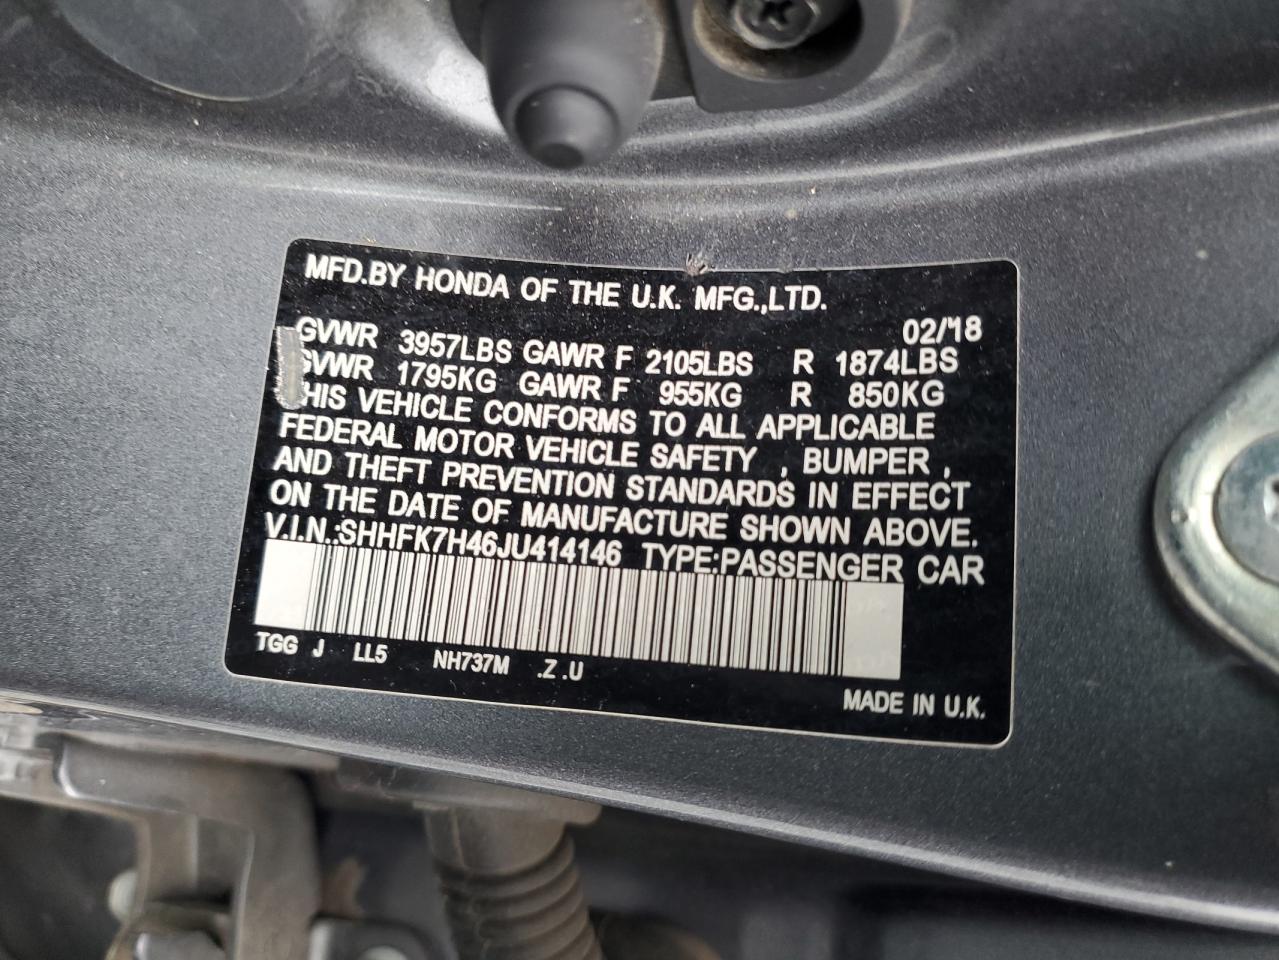 MFD.BY HONDA OF THE U.K. MFG.,LTD.
02/'18
GVWR 3957LBS GAWR F 2105LBS R 1874LBS
GVWR 1795KG GAWR F 955KG R 850KG
THIS VEHICLE CONFORMS TO ALL APPLICABLE
FEDERAL MOTOR VEHICLE SAFETY , BUMPER ,
AND THEFT PREVENTION STANDARDS IN EFFECT
ON THE DATE OF MANUFACTURE SHOWN ABOVE.
V.I.N.:SHHFK7H46JU414146 TYPE:PASSENGER CAR
TGG J LL5 NH737M .Z .U
MADE IN U.K.